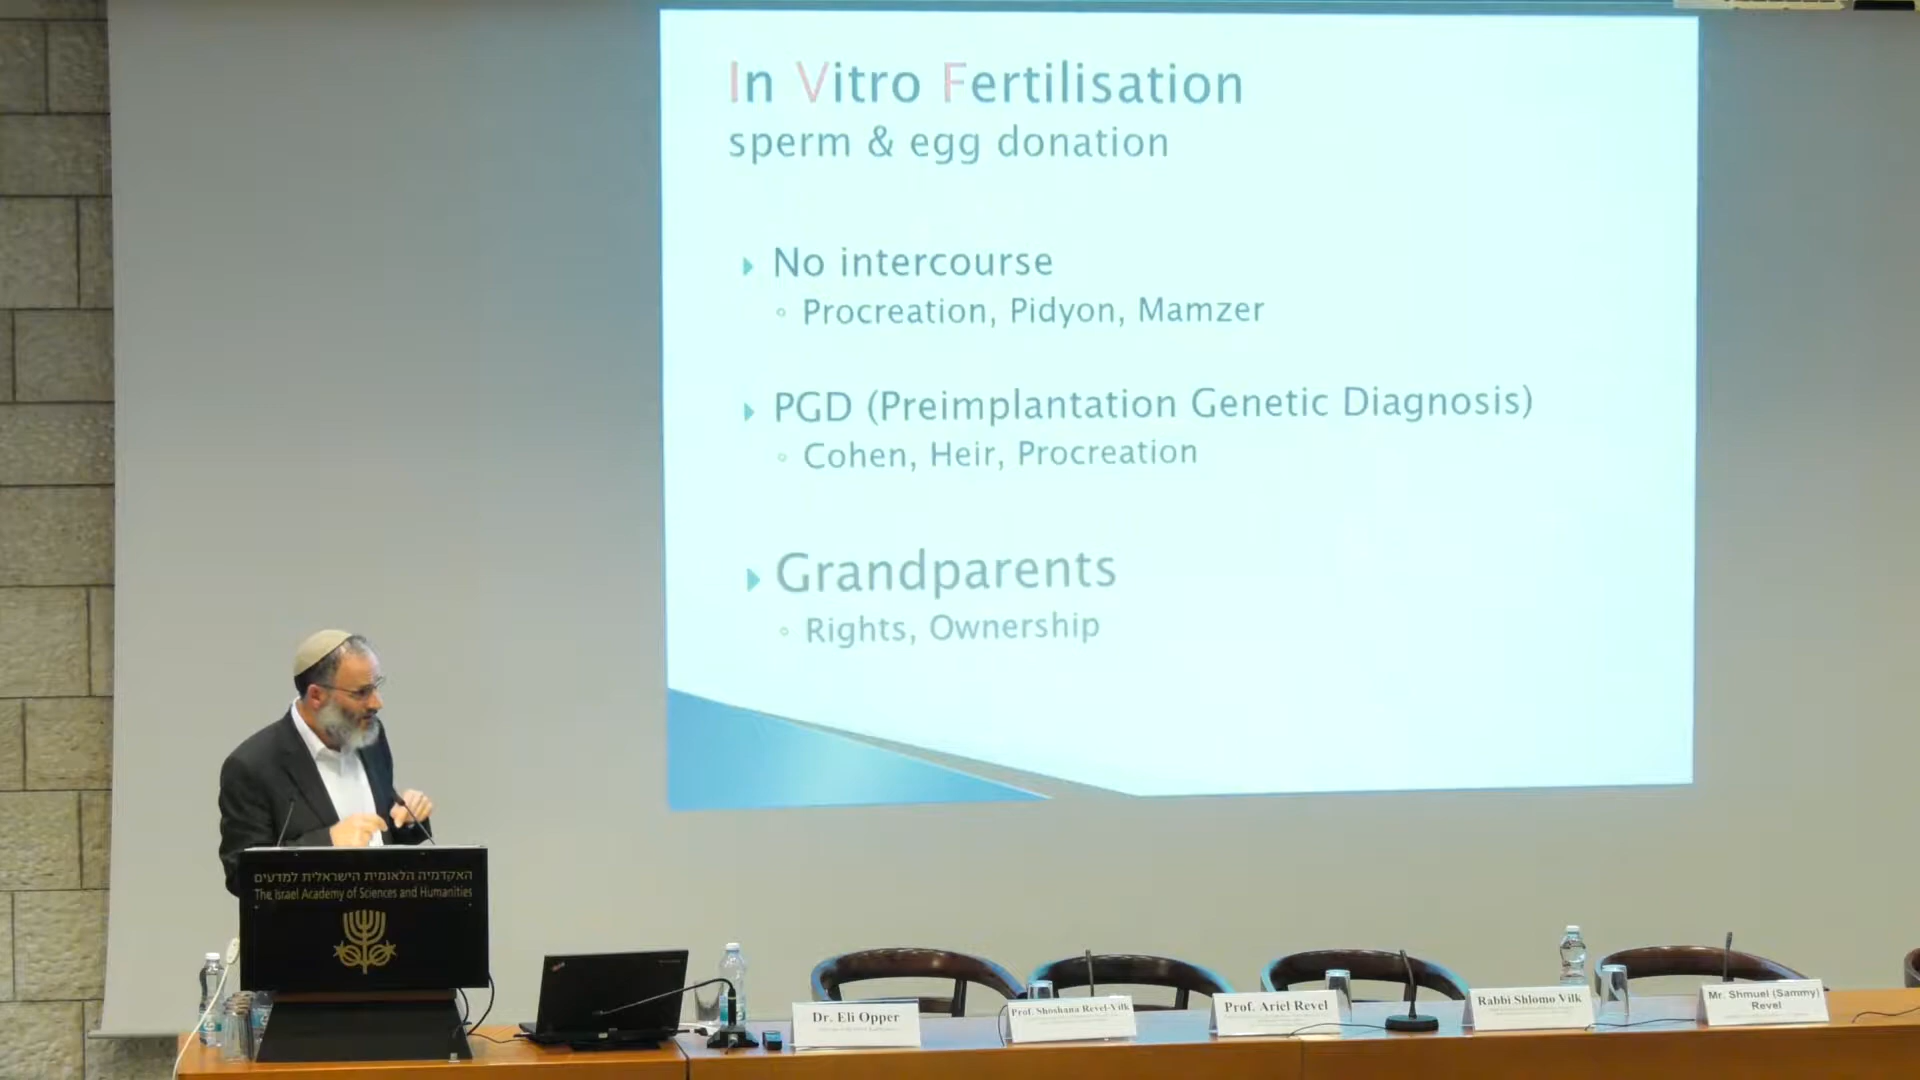 In Vitro Fertilisation
sperm & egg donation
No intercourse
Procreation, Pidyon, Mamzer
PGD (Preimplantation Genetic Diagnosis)
Cohen, Heir, Procreation
Grandparents
Rights, Ownership
האקדמיה הלאומית הישראלית למדעים
The Israel Academy of Sciences and Humanities
Dr. Eli Opper
Prof. Shoshana Revel-Vilk
Prof. Ariel Revel
Rabbi Shlomo Vilk
Mr. Shmuel (Sammy)
Revel